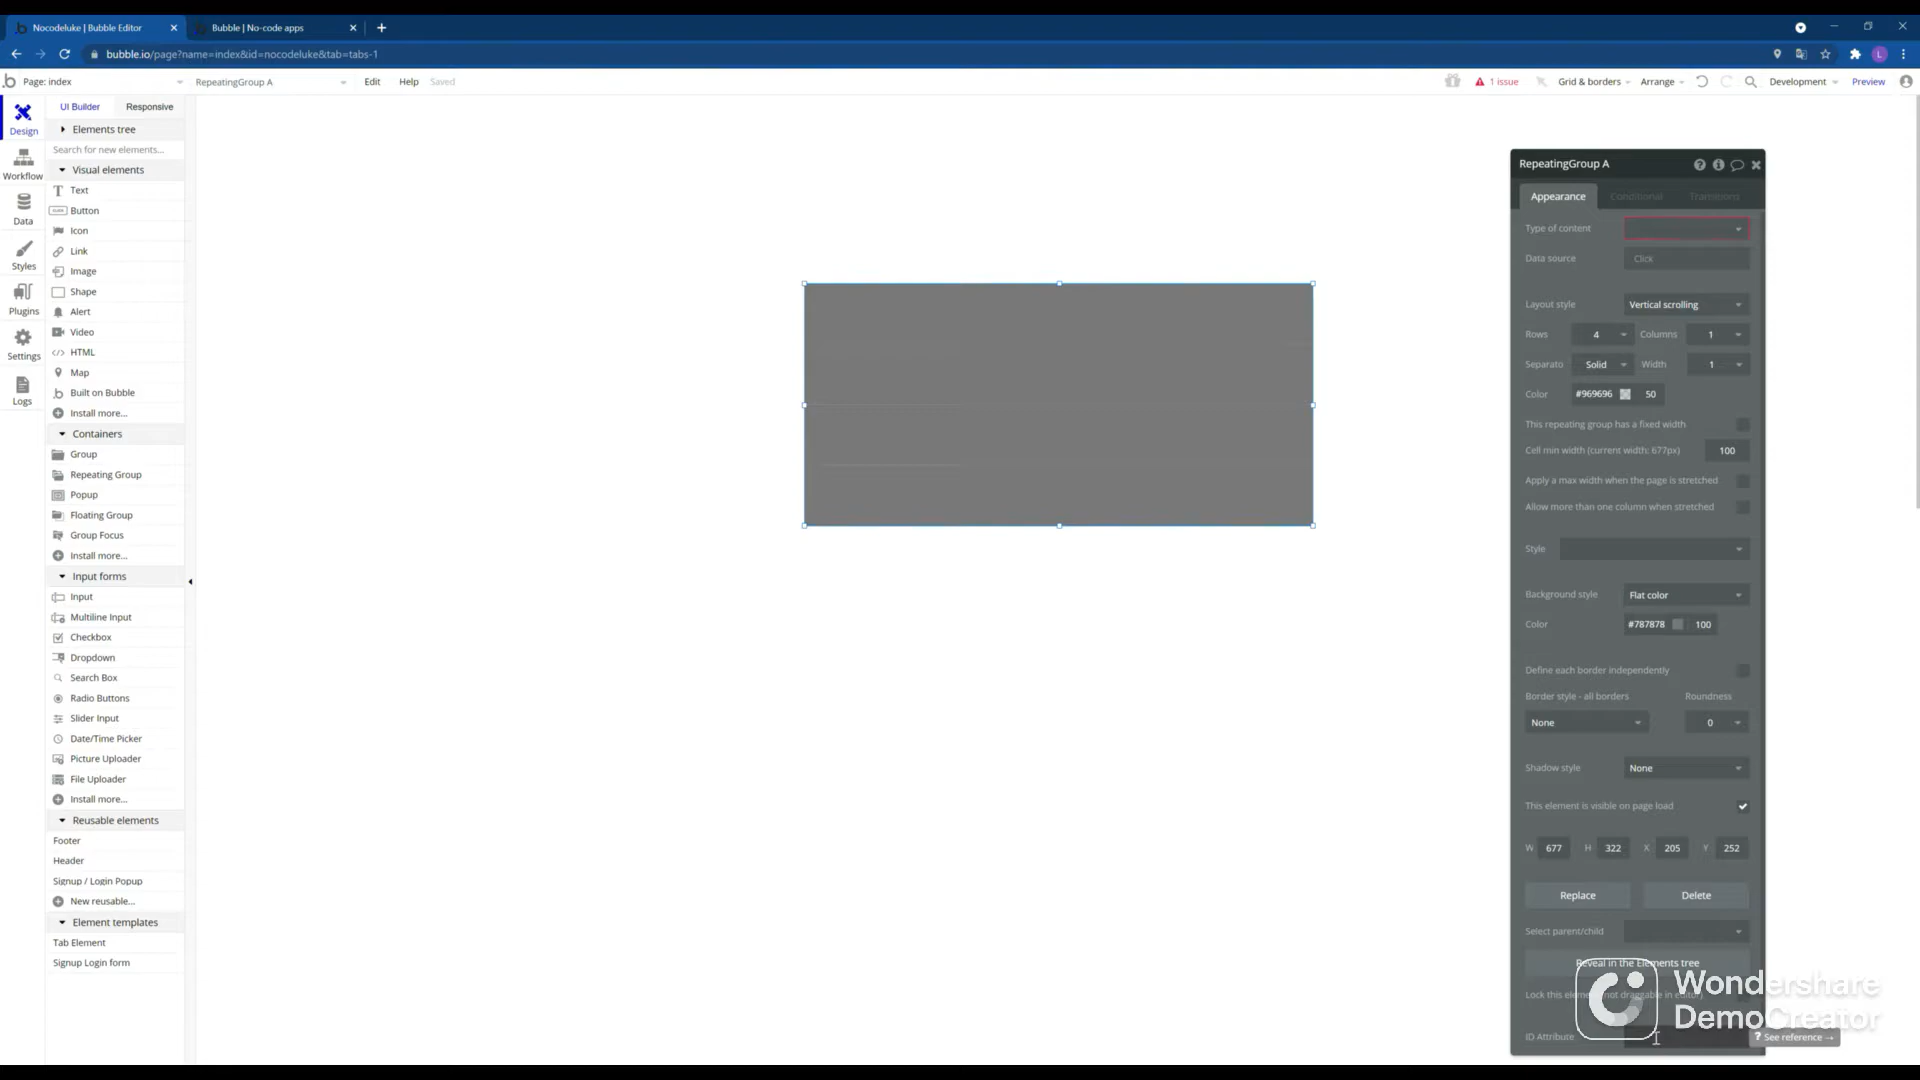 Nocodeluke | Bubble Editor
Bubble | No-code apps
bubble.io/page?name=index&id=nocodeluke&tab=tabs-1
Page: index
RepeatingGroup A
Edit
Help
Saved
1 issue
Grid & borders
Arrange
Development
Preview
L
Design
Workflow
Data
Styles
Plugins
Settings
Logs
UI Builder
Responsive
Elements tree
Search for new elements...
Visual elements
Text
Button
Icon
Link
Image
Shape
Alert
Video
HTML
Map
Built on Bubble
Install more...
Containers
Group
Repeating Group
Popup
Floating Group
Group Focus
Install more...
Input forms
Input
Multiline Input
Checkbox
Dropdown
Search Box
Radio Buttons
Slider Input
Date/Time Picker
Picture Uploader
File Uploader
Install more...
Reusable elements
Footer
Header
Signup / Login Popup
New reusable...
Element templates
Tab Element
Signup Login form
RepeatingGroup A
Appearance
Conditional
Transitions
Type of content
Data source Click
Layout style Vertical scrolling
Rows 4 Columns 1
Separato Solid Width 1
Color #969696 50
This repeating group has a fixed width
Cell min width (current width: 677px) 100
Apply a max width when the page is stretched
Allow more than one column when stretched
Style
Background style Flat color
Color #787878 100
Define each border independently
Border style - all borders Roundness
None 0
Shadow style None
This element is visible on page load
W 677 H 322 X 205 Y 252
Replace Delete
Select parent/child
Reveal in the Elements tree
Lock this element (not draggable in editor)
ID Attribute
? See reference →
Wondershare
DemoCreator